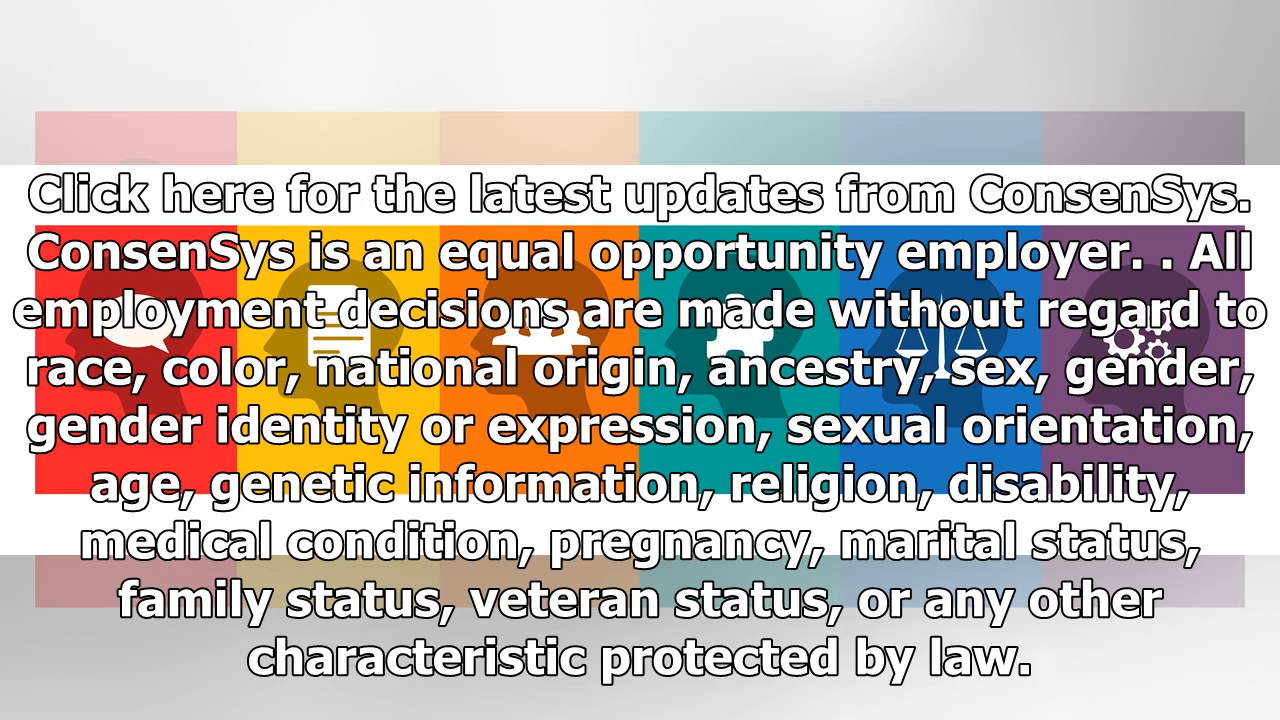 Click here for the latest updates from ConsenSys.
ConsenSys is an equal opportunity employer. . All
employment decisions are made without regard to
race, color, national origin, ancestry, sex, gender,
gender identity or expression, sexual orientation,
age, genetic information, religion, disability,
medical condition, pregnancy, marital status,
family status, veteran status, or any other
characteristic protected by law.